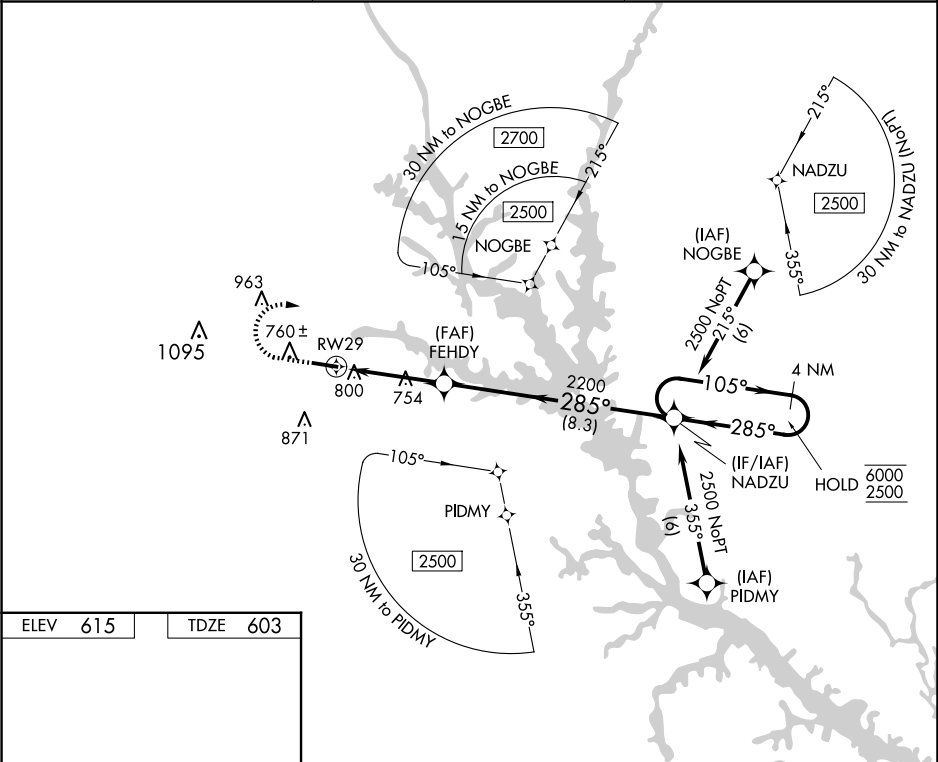 30 NM to NOGBE
2700
215°
15 NM to NOGBE
2500
NOGBE
105°
215°
NADZU
2500
355°
30 NM to NADZU (NoPT)
(IAF)
NOGBE
2500 NoPT
215°
(6)
963
1095
760±
RW29
800
754
871
(FAF)
FEHDY
2200
285°
(8.3)
105°
4 NM
285°
(IF/IAF)
NADZU
HOLD
6000
2500
2500 NoPT
355°
(6)
(IAF)
PIDMY
105°
PIDMY
2500
355°
30 NM to PIDMY
ELEV 615
TDZE 603